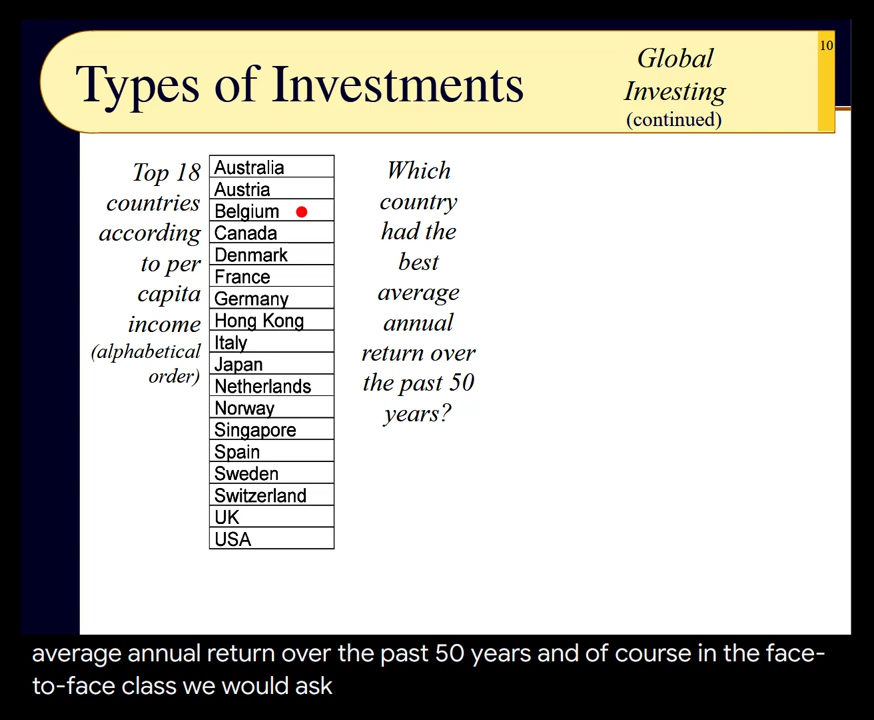 Types of Investments
Global
Investing
(continued)
10
Top 18
countries
according
to per
capita
income
(alphabetical
order)
Australia
Austria
Belgium
Canada
Denmark
France
Germany
Hong Kong
Italy
Japan
Netherlands
Norway
Singapore
Spain
Sweden
Switzerland
UK
USA
Which
country
had the
best
average
annual
return over
the past 50
years?
average annual return over the past 50 years and of course in the face-
to-face class we would ask